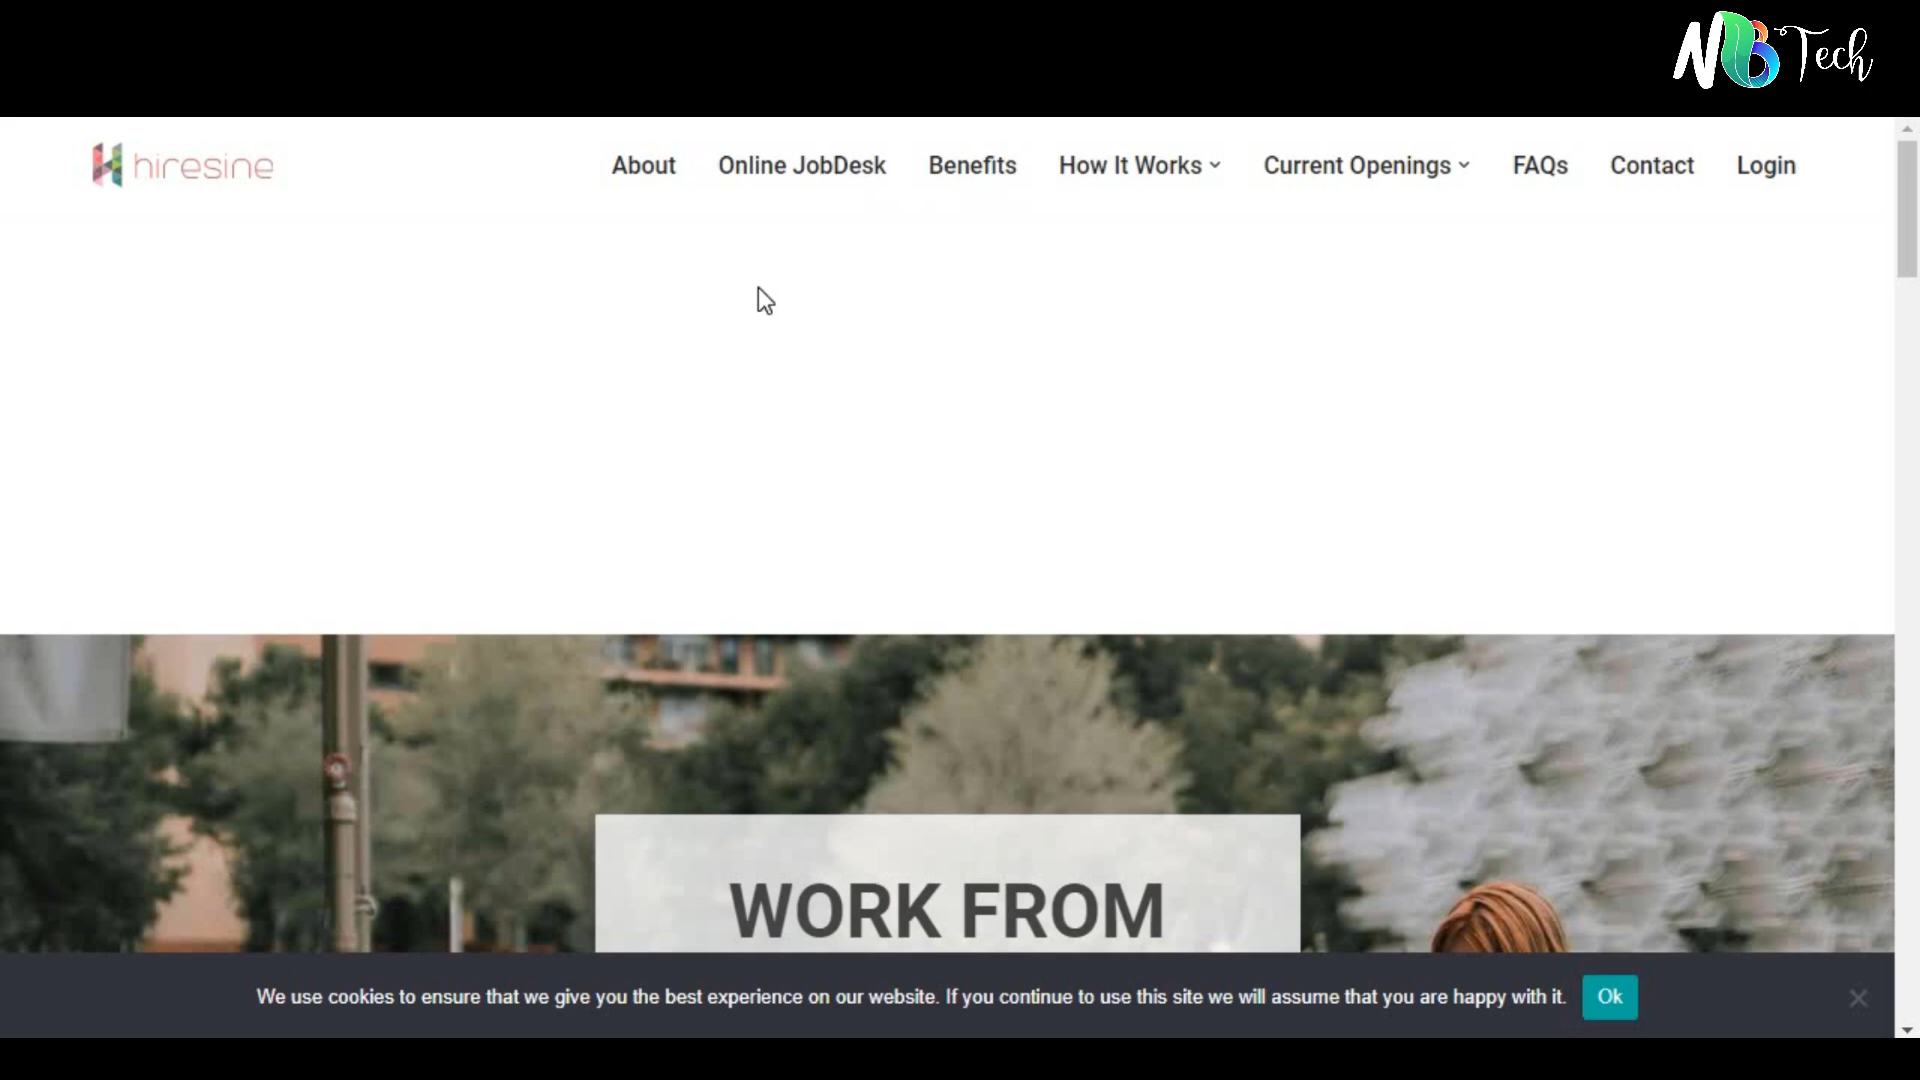 NB Tech
hiresine
About Online JobDesk Benefits How It Works Current Openings FAQs Contact Login
WORK FROM
We use cookies to ensure that we give you the best experience on our website. If you continue to use this site we will assume that you are happy with it. Ok